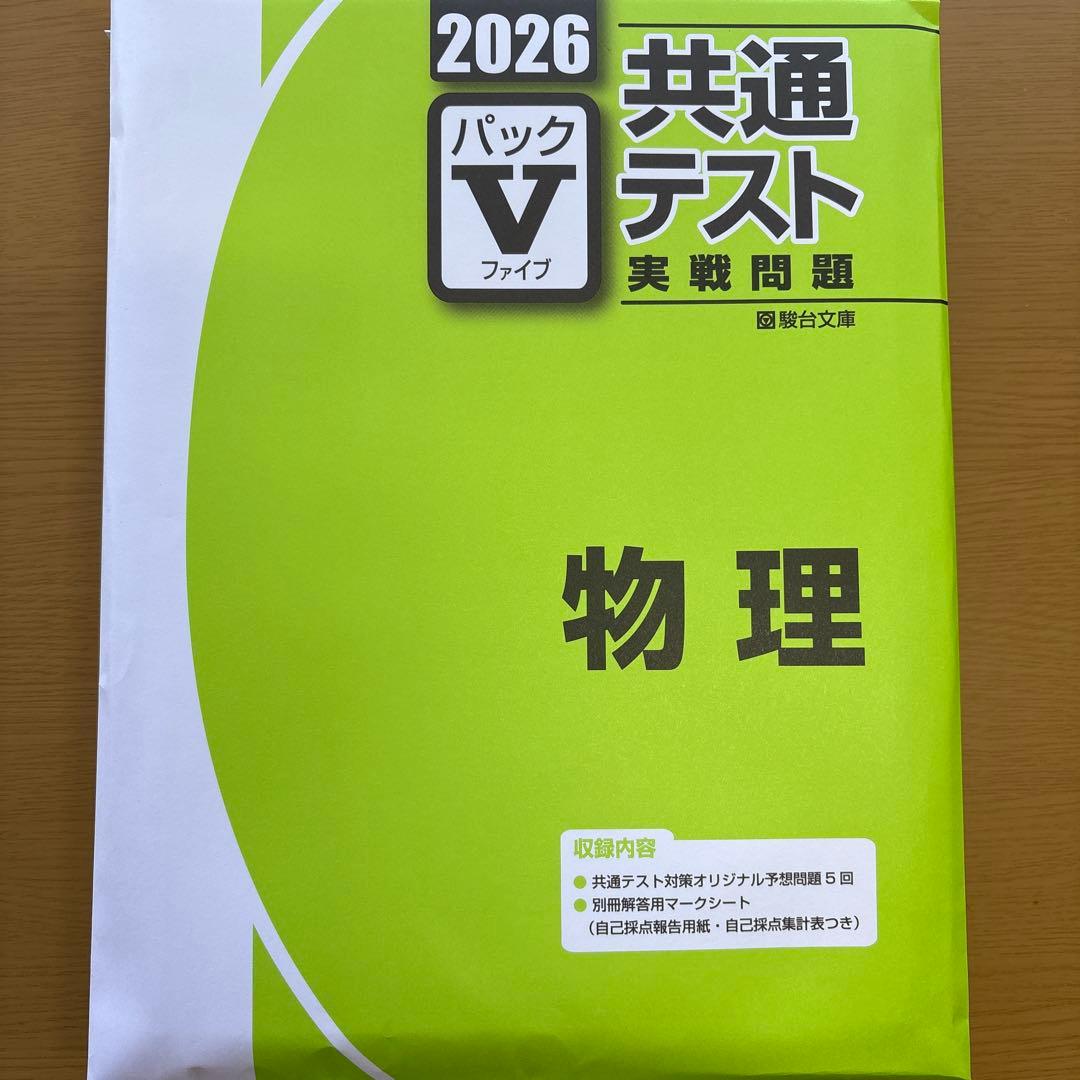 2026
パック
V
ファイブ
共通
テスト
実戦問題
駿台文庫
物理
収録内容
● 共通テスト対策オリジナル予想問題5回
● 別冊解答用マークシート
（自己採点報告用紙・自己採点集計表つき）